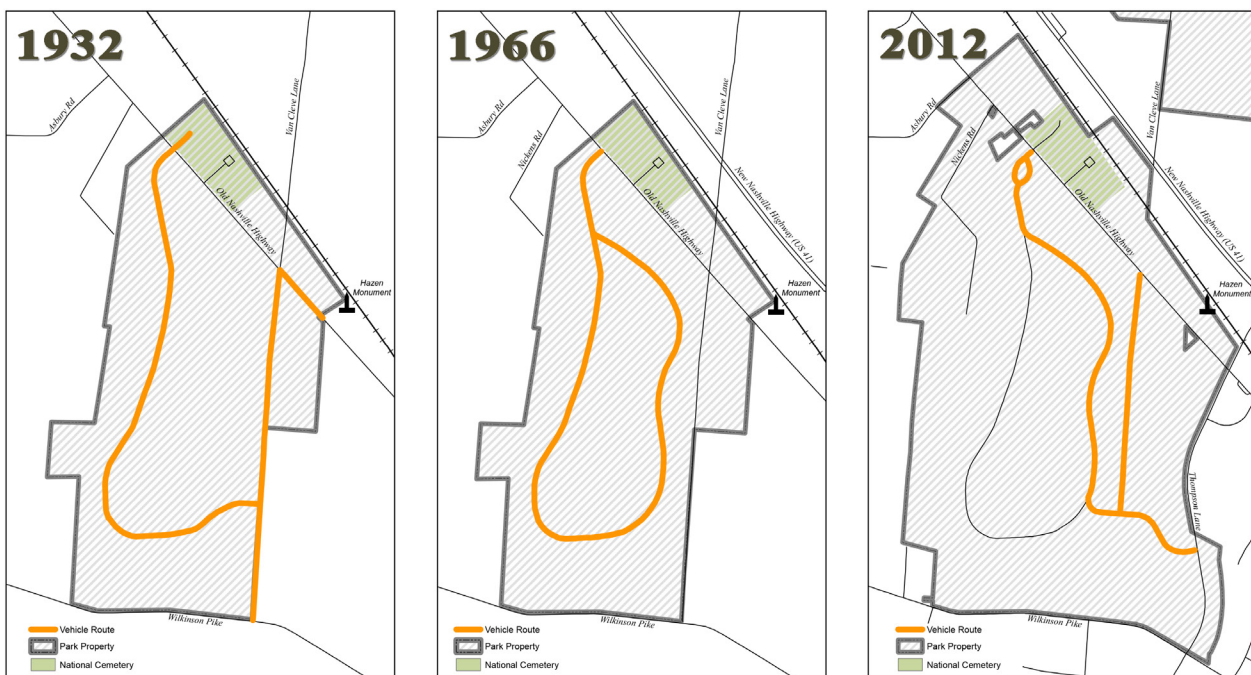 1932
Asbury Rd
Van Cleve Lane
Old Nashville Highway
Hazen
Monument
Wilkinson Pike
Vehicle Route
Park Property
National Cemetery
1966
Asbury Rd
Nickens Rd
Van Cleve Lane
New Nashville Highway (US 41)
Old Nashville Highway
Hazen
Monument
Wilkinson Pike
Vehicle Route
Park Property
National Cemetery
2012
Asbury Rd
Nickens Rd
Van Cleve Lane
New Nashville Highway (US 41)
Old Nashville Highway
Hazen
Monument
Thompson Lane
Wilkinson Pike
Vehicle Route
Park Property
National Cemetery